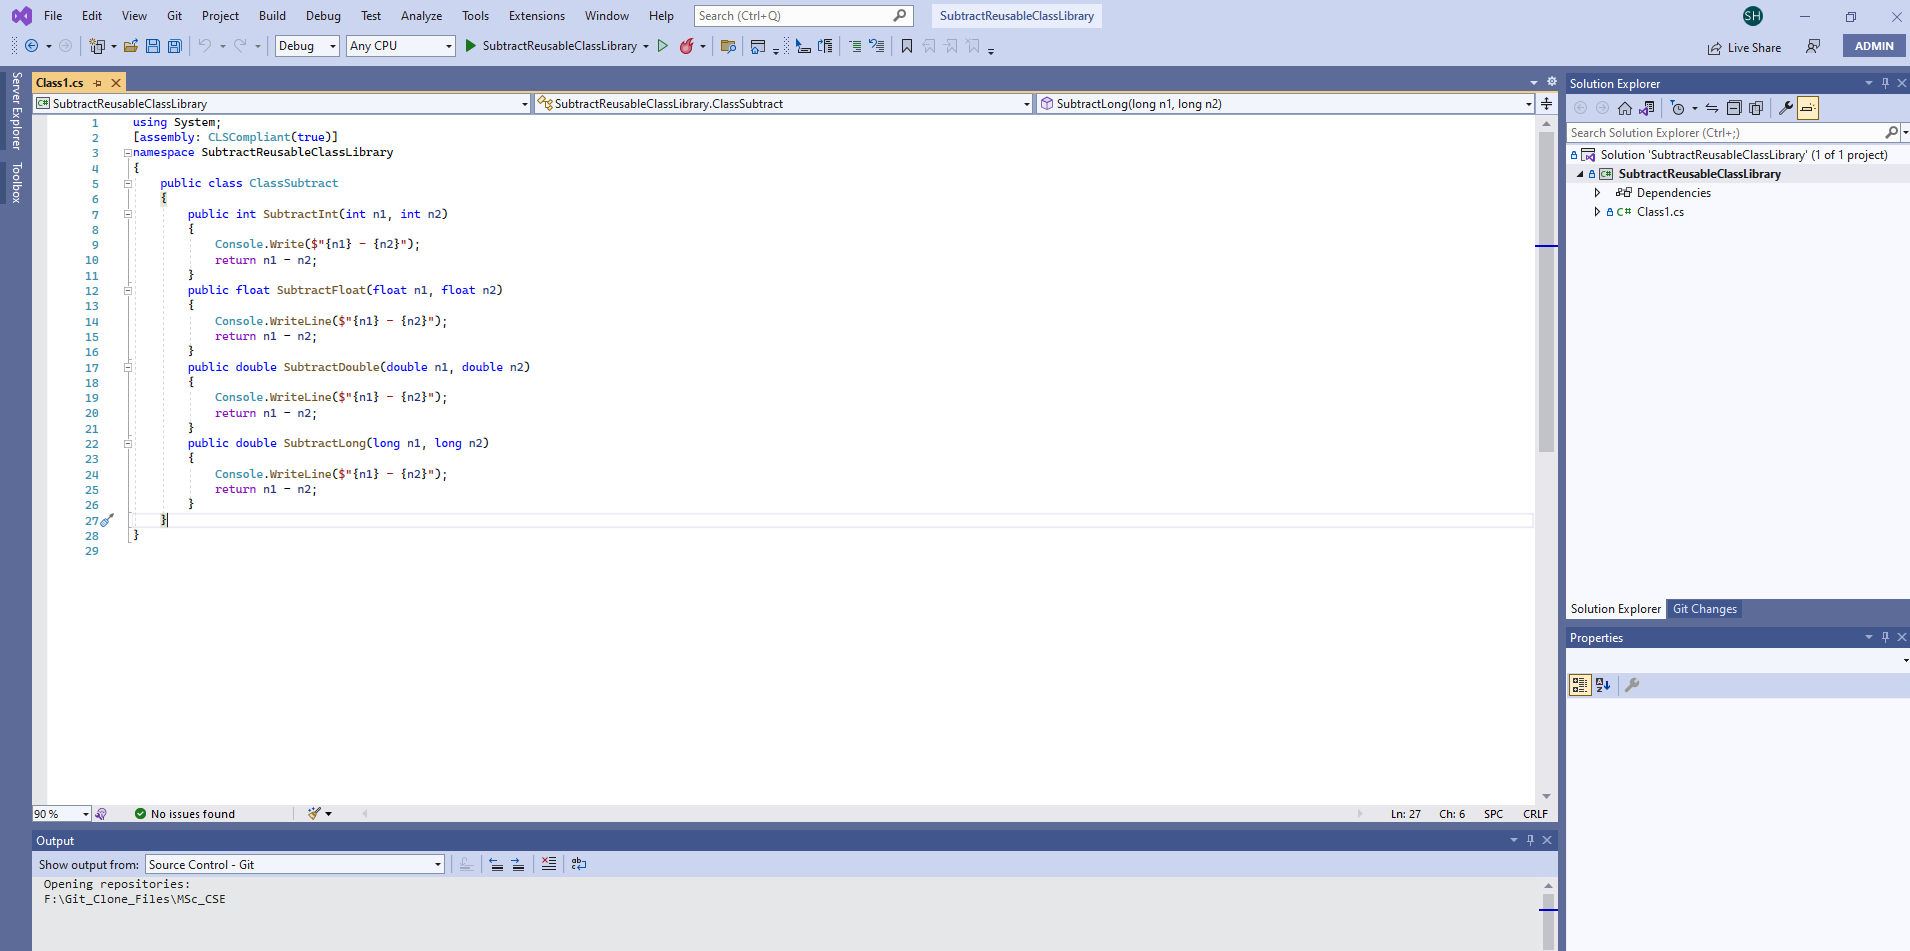 File Edit View Git Project Build Debug Test Analyze Tools Extensions Window Help Search (Ctrl+Q) SubtractReusableClassLibrary SH
Debug Any CPU SubtractReusableClassLibrary Live Share ADMIN
Server Explorer
Toolbox
Class1.cs
SubtractReusableClassLibrary SubtractReusableClassLibrary.ClassSubtract SubtractLong(long n1, long n2)
1 using System;
2 [assembly: CLSCompliant(true)]
3 namespace SubtractReusableClassLibrary
4 {
5 public class ClassSubtract
6 {
7 public int SubtractInt(int n1, int n2)
8 {
9 Console.Write($"{n1} - {n2}");
10 return n1 - n2;
11 }
12 public float SubtractFloat(float n1, float n2)
13 {
14 Console.WriteLine($"{n1} - {n2}");
15 return n1 - n2;
16 }
17 public double SubtractDouble(double n1, double n2)
18 {
19 Console.WriteLine($"{n1} - {n2}");
20 return n1 - n2;
21 }
22 public double SubtractLong(long n1, long n2)
23 {
24 Console.WriteLine($"{n1} - {n2}");
25 return n1 - n2;
26 }
27 }
28 }
29
90 % No issues found Ln: 27 Ch: 6 SPC CRLF
Output
Show output from: Source Control - Git
Opening repositories:
F:\Git_Clone_Files\MSc_CSE
Solution Explorer
Search Solution Explorer (Ctrl+;)
Solution 'SubtractReusableClassLibrary' (1 of 1 project)
C# SubtractReusableClassLibrary
Dependencies
C# Class1.cs
Solution Explorer Git Changes
Properties